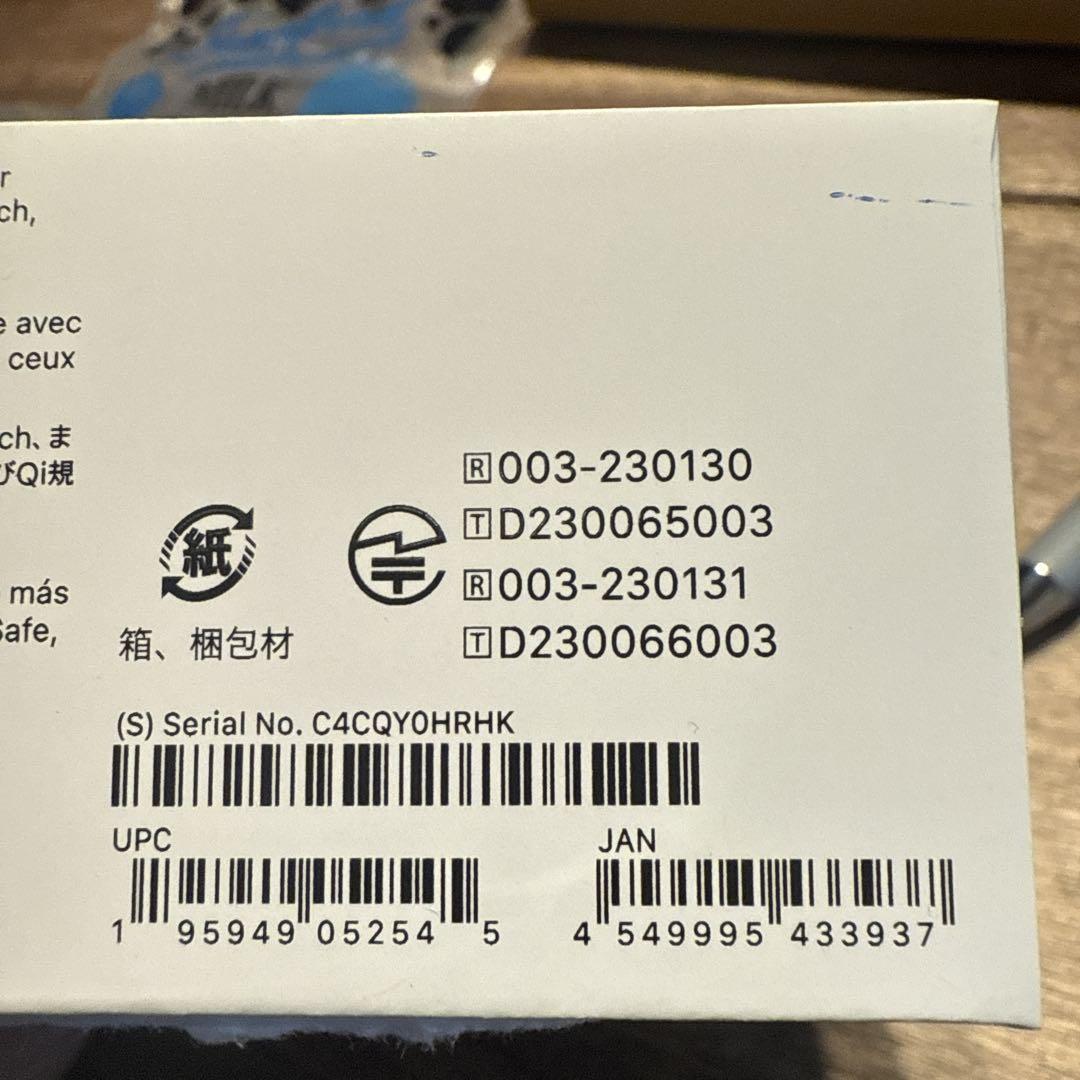 MILK
r
ch,
e avec
ceux
ch、ま
びQi規
más
Safe,
紙
箱、梱包材
R003-230130
TD230065003
R003-230131
TD230066003
(S) Serial No. C4CQY0HRHK
UPC
JAN
1 95949 05254 5
4 549995 433937